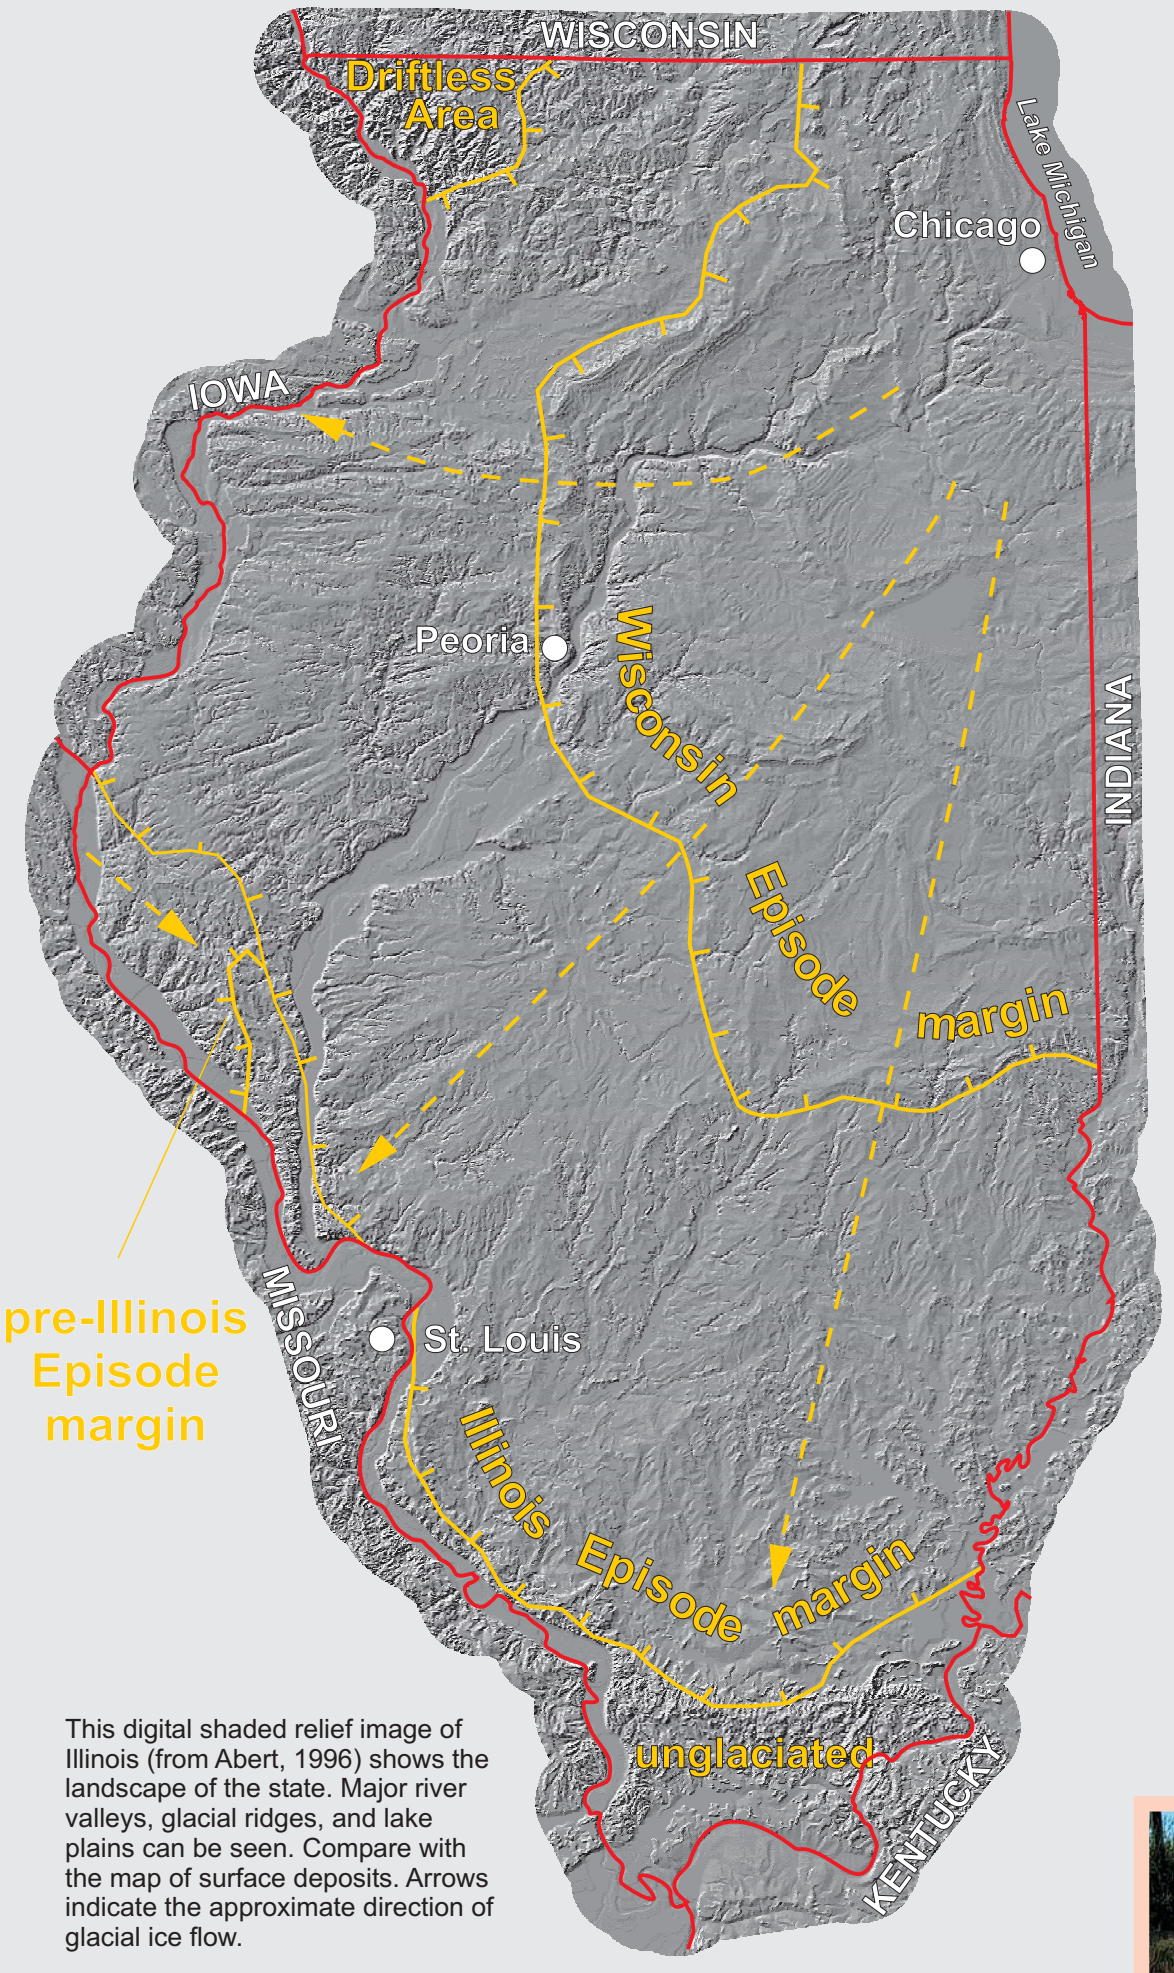 WISCONSIN
Driftless
Area
Lake Michigan
Chicago
IOWA
Peoria
Wisconsin
Episode
margin
INDIANA
pre-Illinois
Episode
margin
MISSOURI
St. Louis
Illinois
Episode
margin
unglaciated
KENTUCKY
This digital shaded relief image of
Illinois (from Abert, 1996) shows the
landscape of the state. Major river
valleys, glacial ridges, and lake
plains can be seen. Compare with
the map of surface deposits. Arrows
indicate the approximate direction of
glacial ice flow.